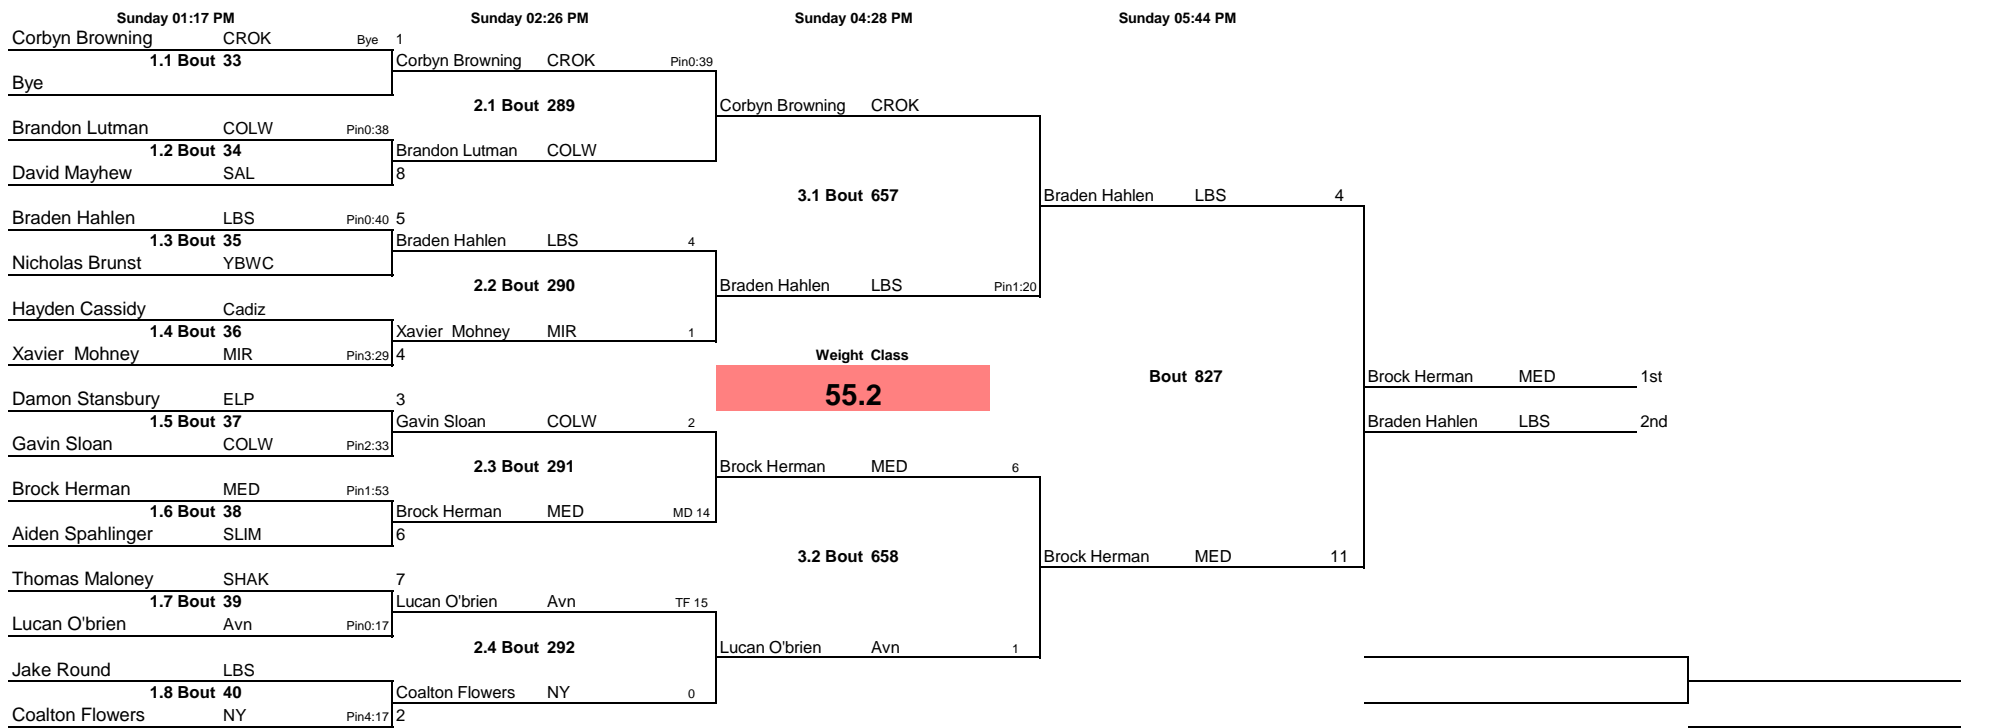 Sunday 01:17 PM Sunday 02:26 PM Sunday 04:28 PM Sunday 05:44 PM
Corbyn Browning CROK Bye 1
1.1 Bout 33 Corbyn Browning CROK Pin0:39
Bye
2.1 Bout 289 Corbyn Browning CROK
Brandon Lutman COLW Pin0:38
1.2 Bout 34 Brandon Lutman COLW
David Mayhew SAL 8
3.1 Bout 657 Braden Hahlen LBS 4
Braden Hahlen LBS Pin0:40 5
1.3 Bout 35 Braden Hahlen LBS 4
Nicholas Brunst YBWC
2.2 Bout 290 Braden Hahlen LBS Pin1:20
Hayden Cassidy Cadiz
1.4 Bout 36 Xavier Mohney MIR 1
Xavier Mohney MIR Pin3:29 4 Weight Class
Bout 827 Brock Herman MED 1st
Damon Stansbury ELP 3 55.2
1.5 Bout 37 Gavin Sloan COLW 2 Braden Hahlen LBS 2nd
Gavin Sloan COLW Pin2:33
2.3 Bout 291 Brock Herman MED 6
Brock Herman MED Pin1:53
1.6 Bout 38 Brock Herman MED MD 14
Aiden Spahlinger SLIM 6
3.2 Bout 658 Brock Herman MED 11
Thomas Maloney SHAK 7
1.7 Bout 39 Lucan O'brien Avn TF 15
Lucan O'brien Avn Pin0:17
2.4 Bout 292 Lucan O'brien Avn 1
Jake Round LBS
1.8 Bout 40 Coalton Flowers NY 0
Coalton Flowers NY Pin4:17 2